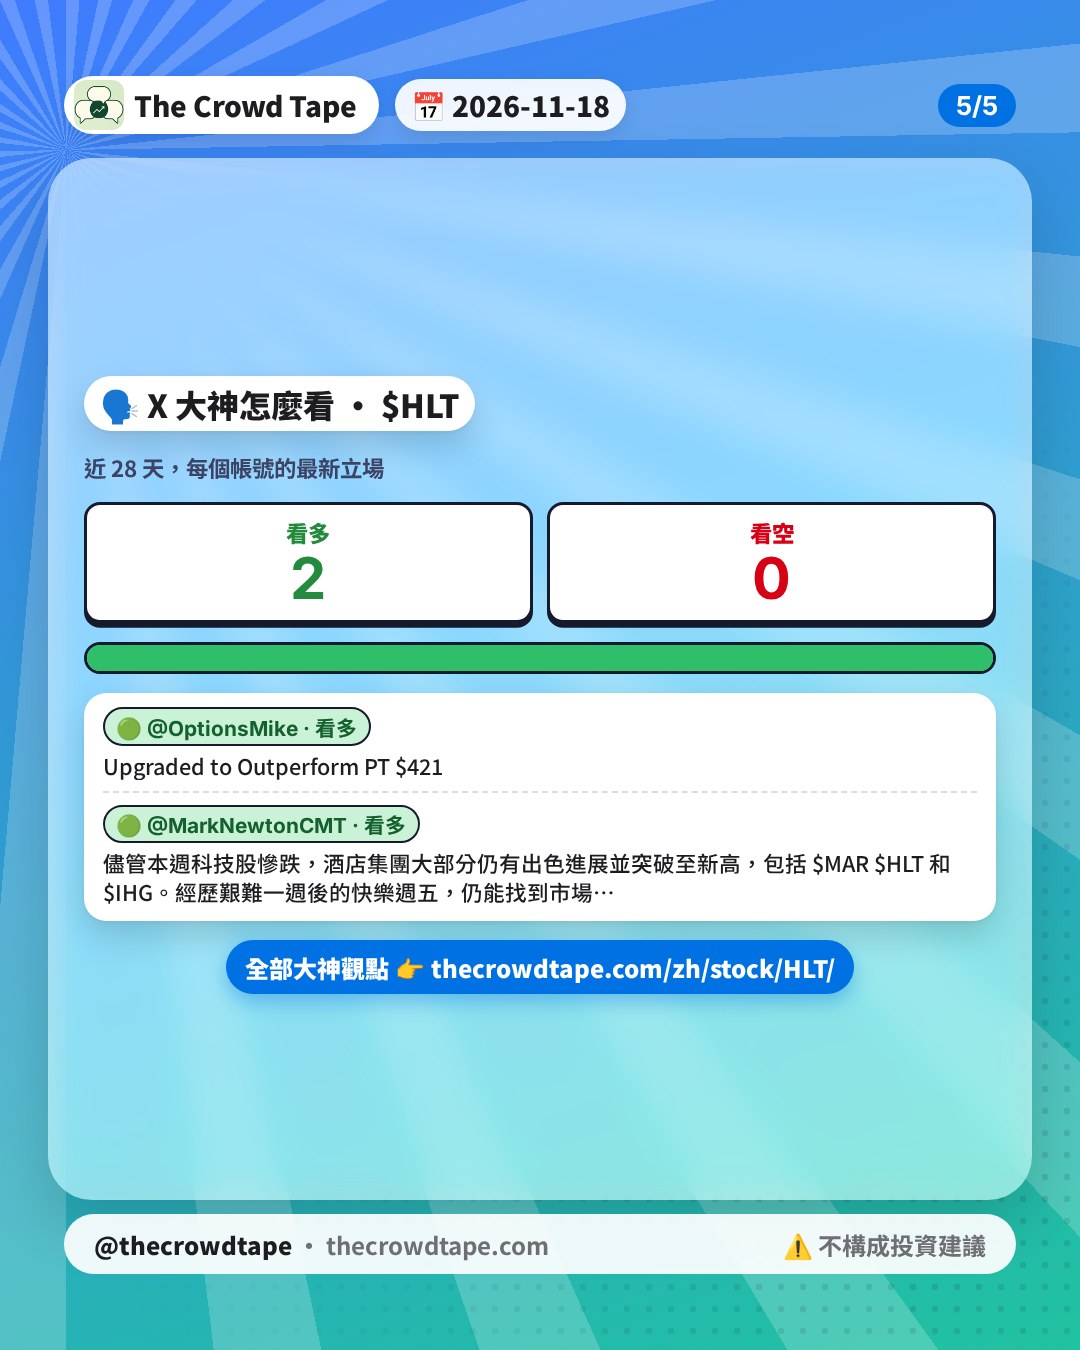 The Crowd Tape
2026-11-18
5/5
X 大神怎麼看 · $HLT
近 28 天，每個帳號的最新立場
看多
2
看空
0
@OptionsMike · 看多
Upgraded to Outperform PT $421
@MarkNewtonCMT · 看多
儘管本週科技股慘跌，酒店集團大部分仍有出色進展並突破至新高，包括 $MAR $HLT 和
$IHG。經歷艱難一週後的快樂週五，仍能找到市場…
全部大神觀點 👉 thecrowdtape.com/zh/stock/HLT/
@thecrowdtape · thecrowdtape.com
⚠️ 不構成投資建議